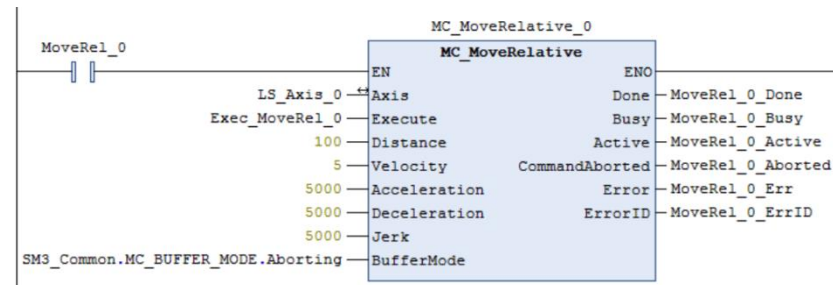 MC_MoveRelative_0
MoveRel_0
MC_MoveRelative
EN ENO
LS_Axis_0 Axis Done MoveRel_0_Done
Exec_MoveRel_0 Execute Busy MoveRel_0_Busy
100 Distance Active MoveRel_0_Active
5 Velocity CommandAborted MoveRel_0_Aborted
5000 Acceleration Error MoveRel_0_Err
5000 Deceleration ErrorID MoveRel_0_ErrID
5000 Jerk
SM3_Common.MC_BUFFER_MODE.Aborting BufferMode